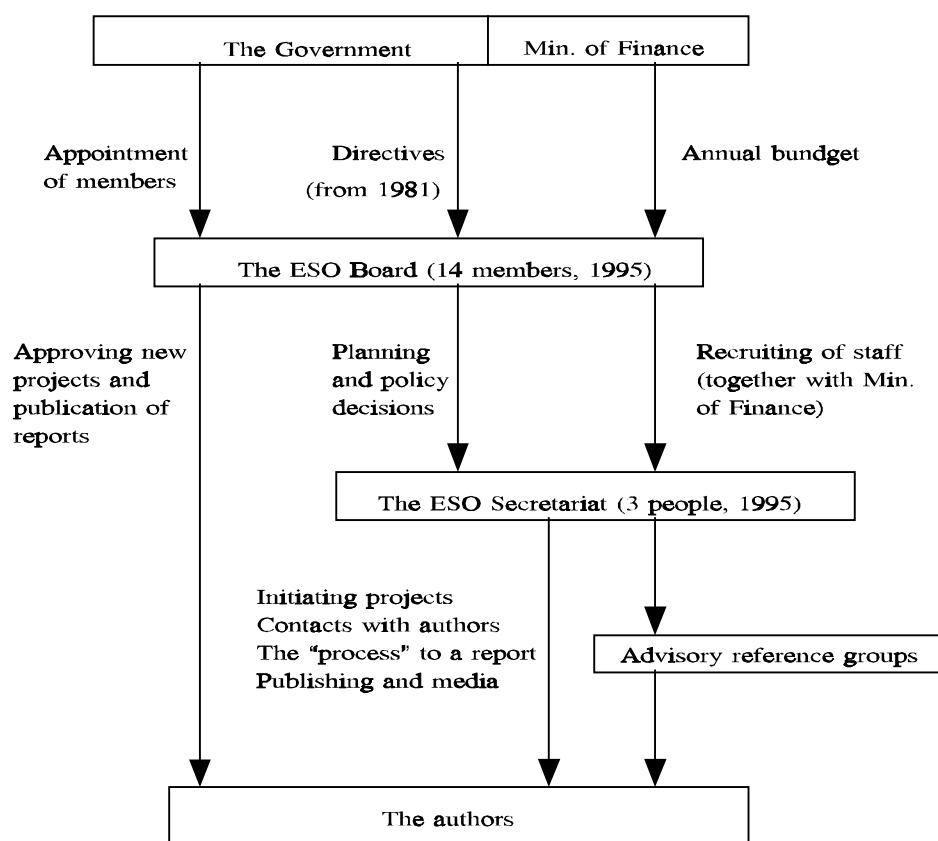 The Government
Min. of Finance
Appointment
of members
Directives
(from 1981)
Annual bundget
The ESO Board (14 members, 1995)
Approving new
projects and
publication of
reports
Planning
and policy
decisions
Recruiting of staff
(together with Min.
of Finance)
The ESO Secretariat (3 people, 1995)
Initiating projects
Contacts with authors
The "process" to a report
Publishing and media
Advisory reference groups
The authors